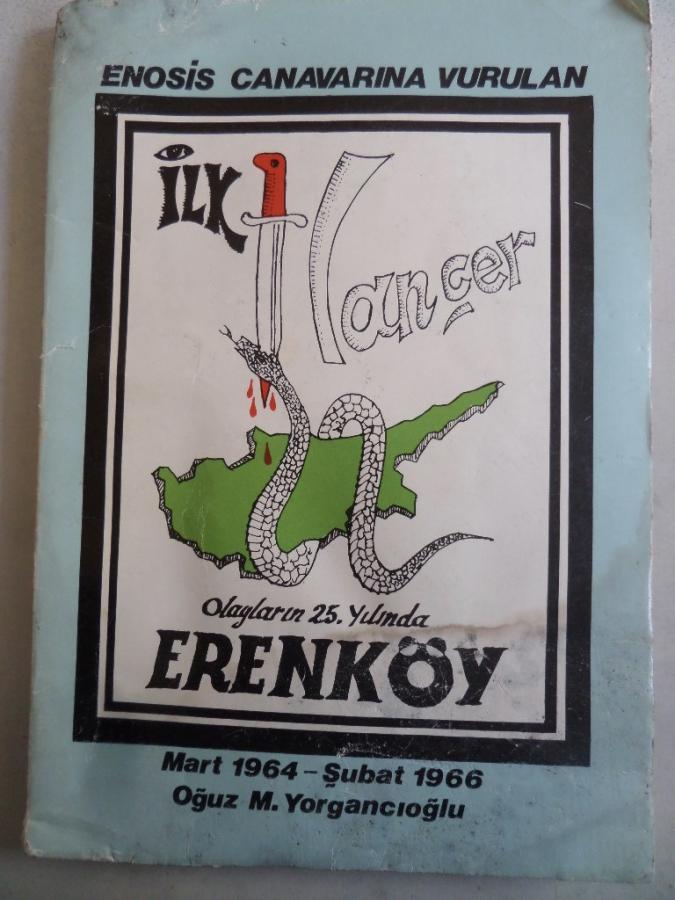 ENOSİS CANAVARINA VURULAN
İLK
Hançer
Olayların 25. Yılında
ERENKÖY
Mart 1964 – Şubat 1966
Oğuz M. Yorgancıoğlu